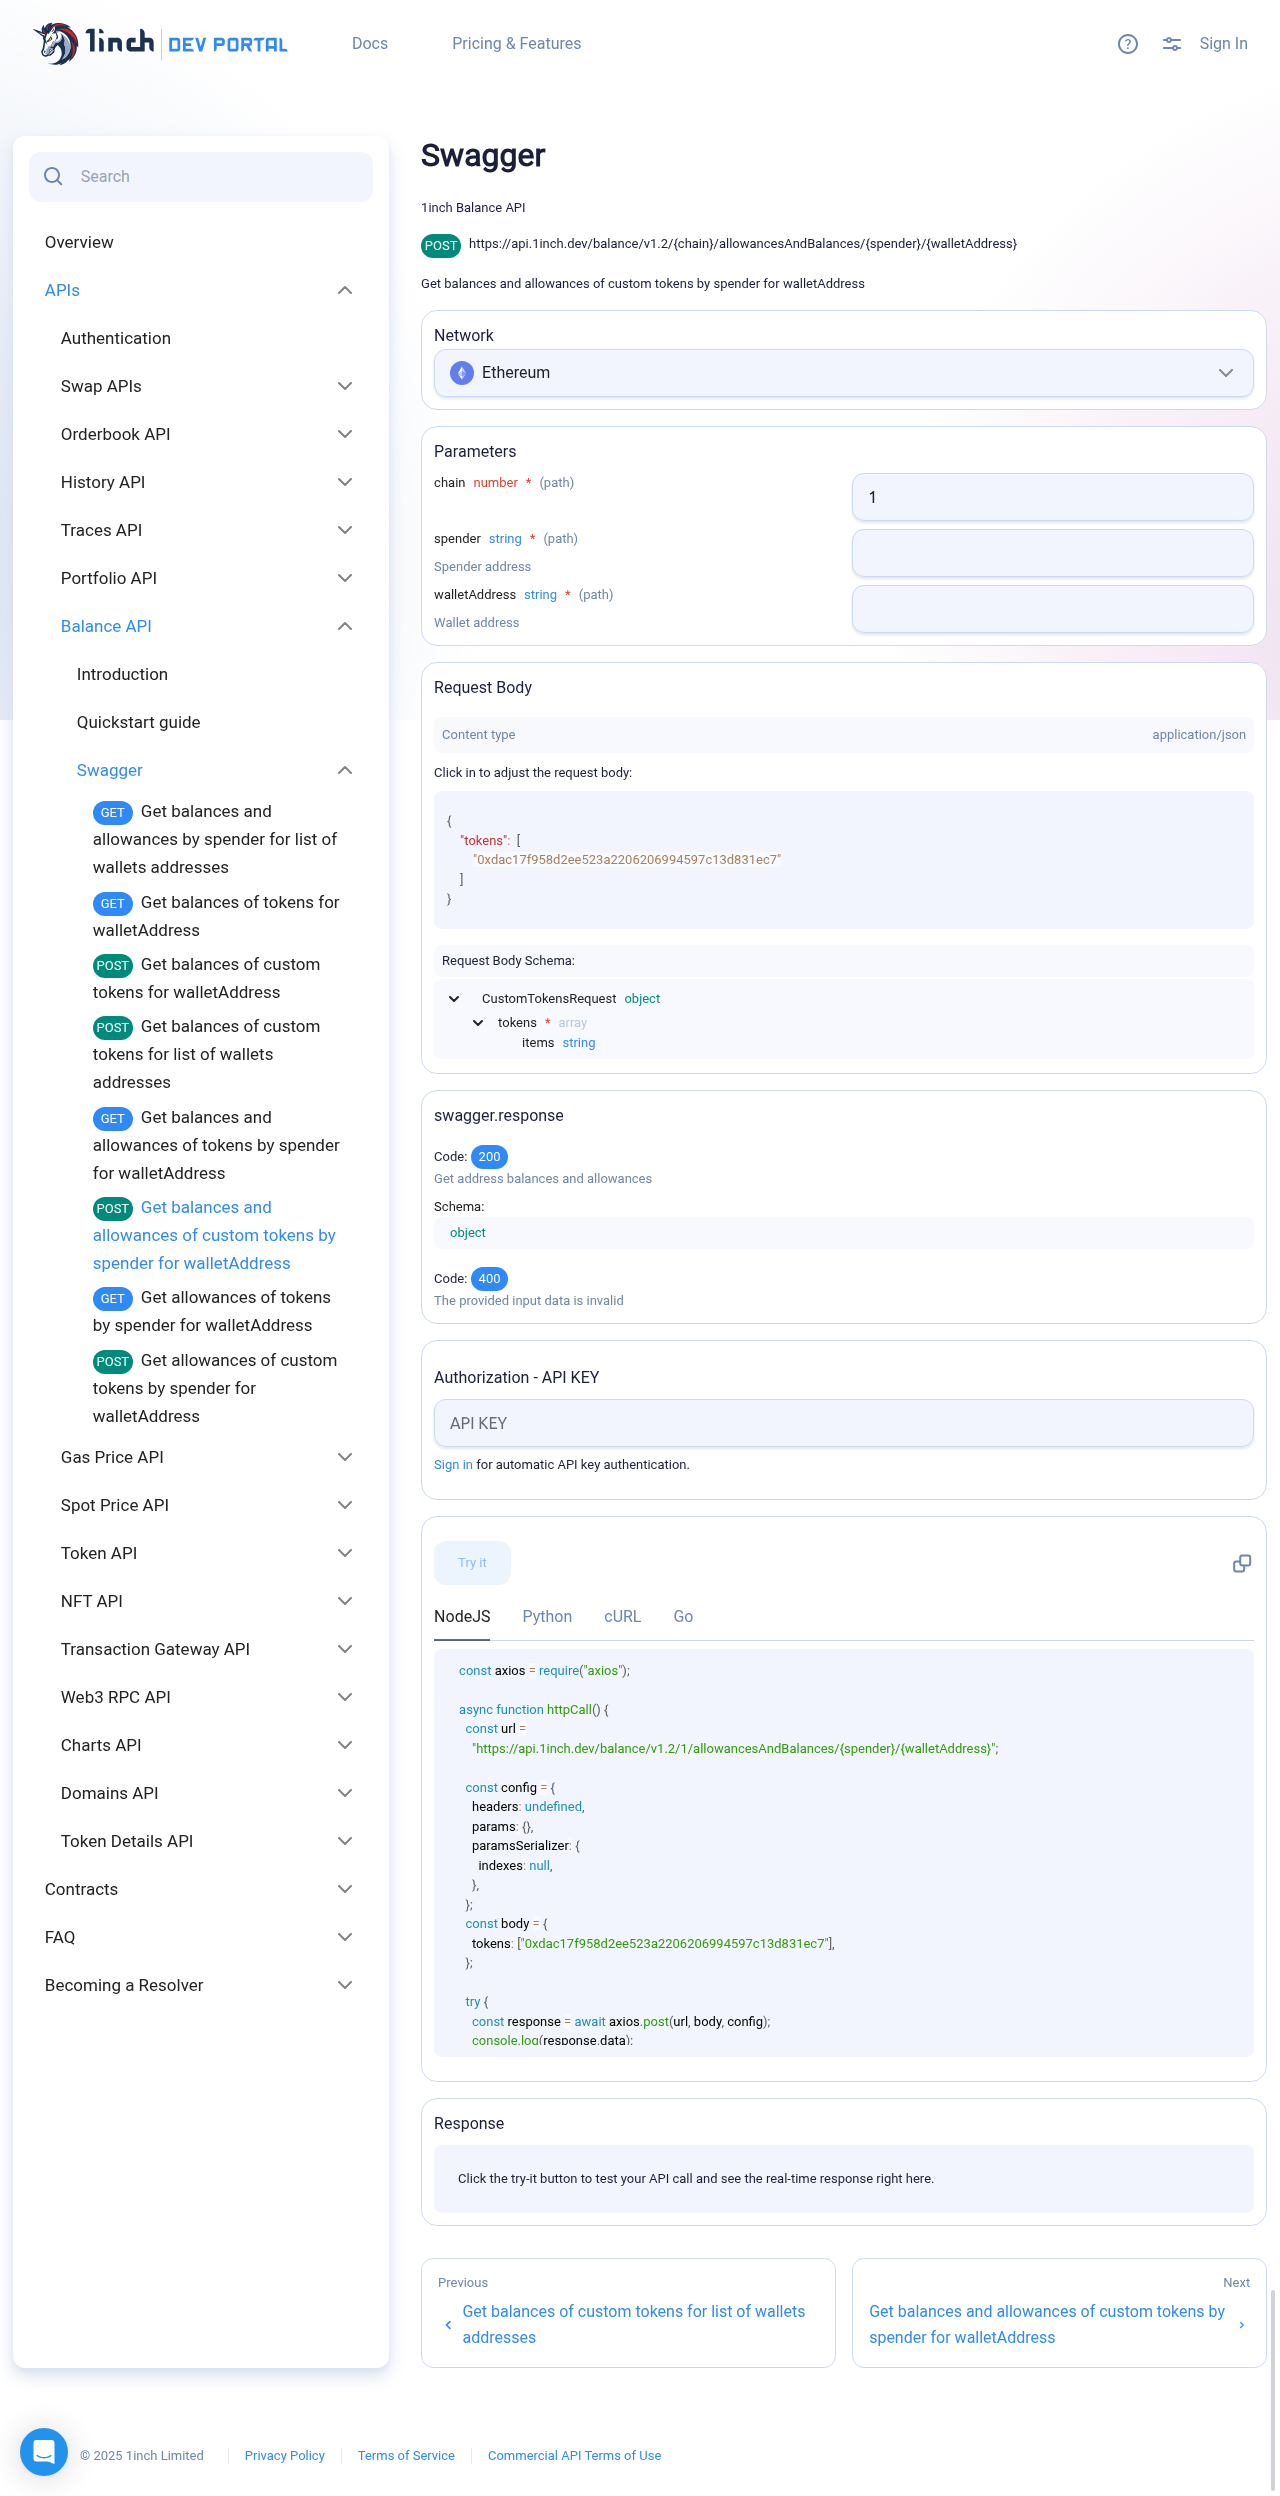 1inch DEV PORTAL
Docs
Pricing & Features
Sign In
Search
Overview
APIs
Authentication
Swap APIs
Orderbook API
History API
Traces API
Portfolio API
Balance API
Introduction
Quickstart guide
Swagger
GET Get balances and
allowances by spender for list of
wallets addresses
GET Get balances of tokens for
walletAddress
POST Get balances of custom
tokens for walletAddress
POST Get balances of custom
tokens for list of wallets
addresses
GET Get balances and
allowances of tokens by spender
for walletAddress
POST Get balances and
allowances of custom tokens by
spender for walletAddress
GET Get allowances of tokens
by spender for walletAddress
POST Get allowances of custom
tokens by spender for
walletAddress
Gas Price API
Spot Price API
Token API
NFT API
Transaction Gateway API
Web3 RPC API
Charts API
Domains API
Token Details API
Contracts
FAQ
Becoming a Resolver
Swagger
1inch Balance API
POST https://api.1inch.dev/balance/v1.2/{chain}/allowancesAndBalances/{spender}/{walletAddress}
Get balances and allowances of custom tokens by spender for walletAddress
Network
Ethereum
Parameters
chain number * (path)
1
spender string * (path)
Spender address
walletAddress string * (path)
Wallet address
Request Body
Content type application/json
Click in to adjust the request body:
{
"tokens": [
"0xdac17f958d2ee523a2206206994597c13d831ec7"
]
}
Request Body Schema:
CustomTokensRequest object
tokens * array
items string
swagger.response
Code: 200
Get address balances and allowances
Schema:
object
Code: 400
The provided input data is invalid
Authorization - API KEY
API KEY
Sign in for automatic API key authentication.
Try it
NodeJS Python cURL Go
const axios = require("axios");
async function httpCall() {
const url =
"https://api.1inch.dev/balance/v1.2/1/allowancesAndBalances/{spender}/{walletAddress}";
const config = {
headers: undefined,
params: {},
paramsSerializer: {
indexes: null,
},
};
const body = {
tokens: ["0xdac17f958d2ee523a2206206994597c13d831ec7"],
};
try {
const response = await axios.post(url, body, config);
console.log(response.data);
Response
Click the try-it button to test your API call and see the real-time response right here.
Previous
Get balances of custom tokens for list of wallets
addresses
Next
Get balances and allowances of custom tokens by
spender for walletAddress
© 2025 1inch Limited
Privacy Policy
Terms of Service
Commercial API Terms of Use